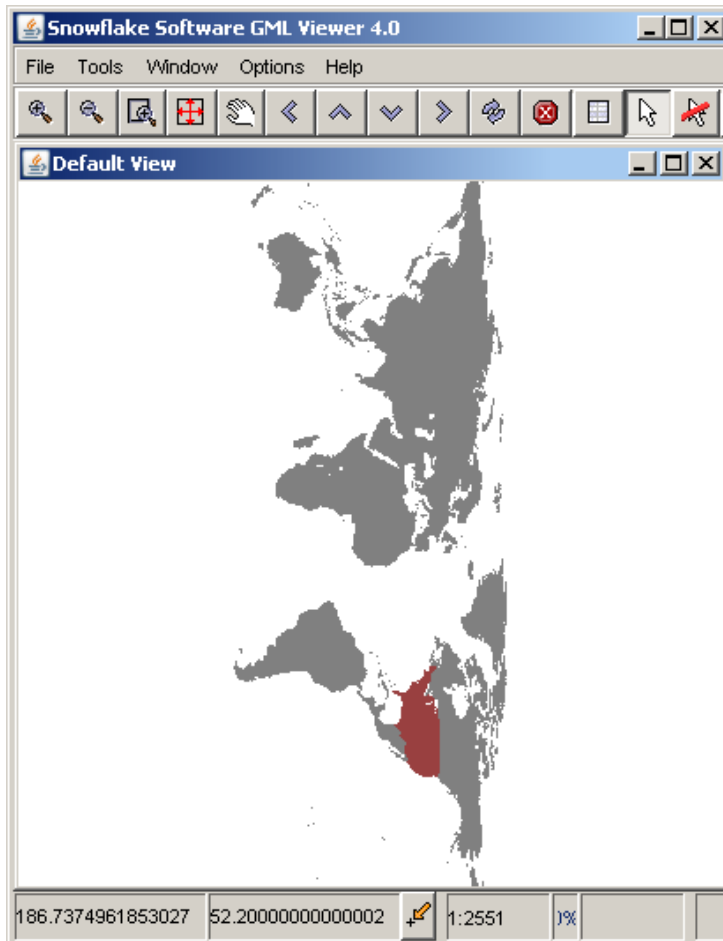 Snowflake Software GML Viewer 4.0
File Tools Window Options Help
Default View
186.7374961853027 52.20000000000002 1:2551 )%